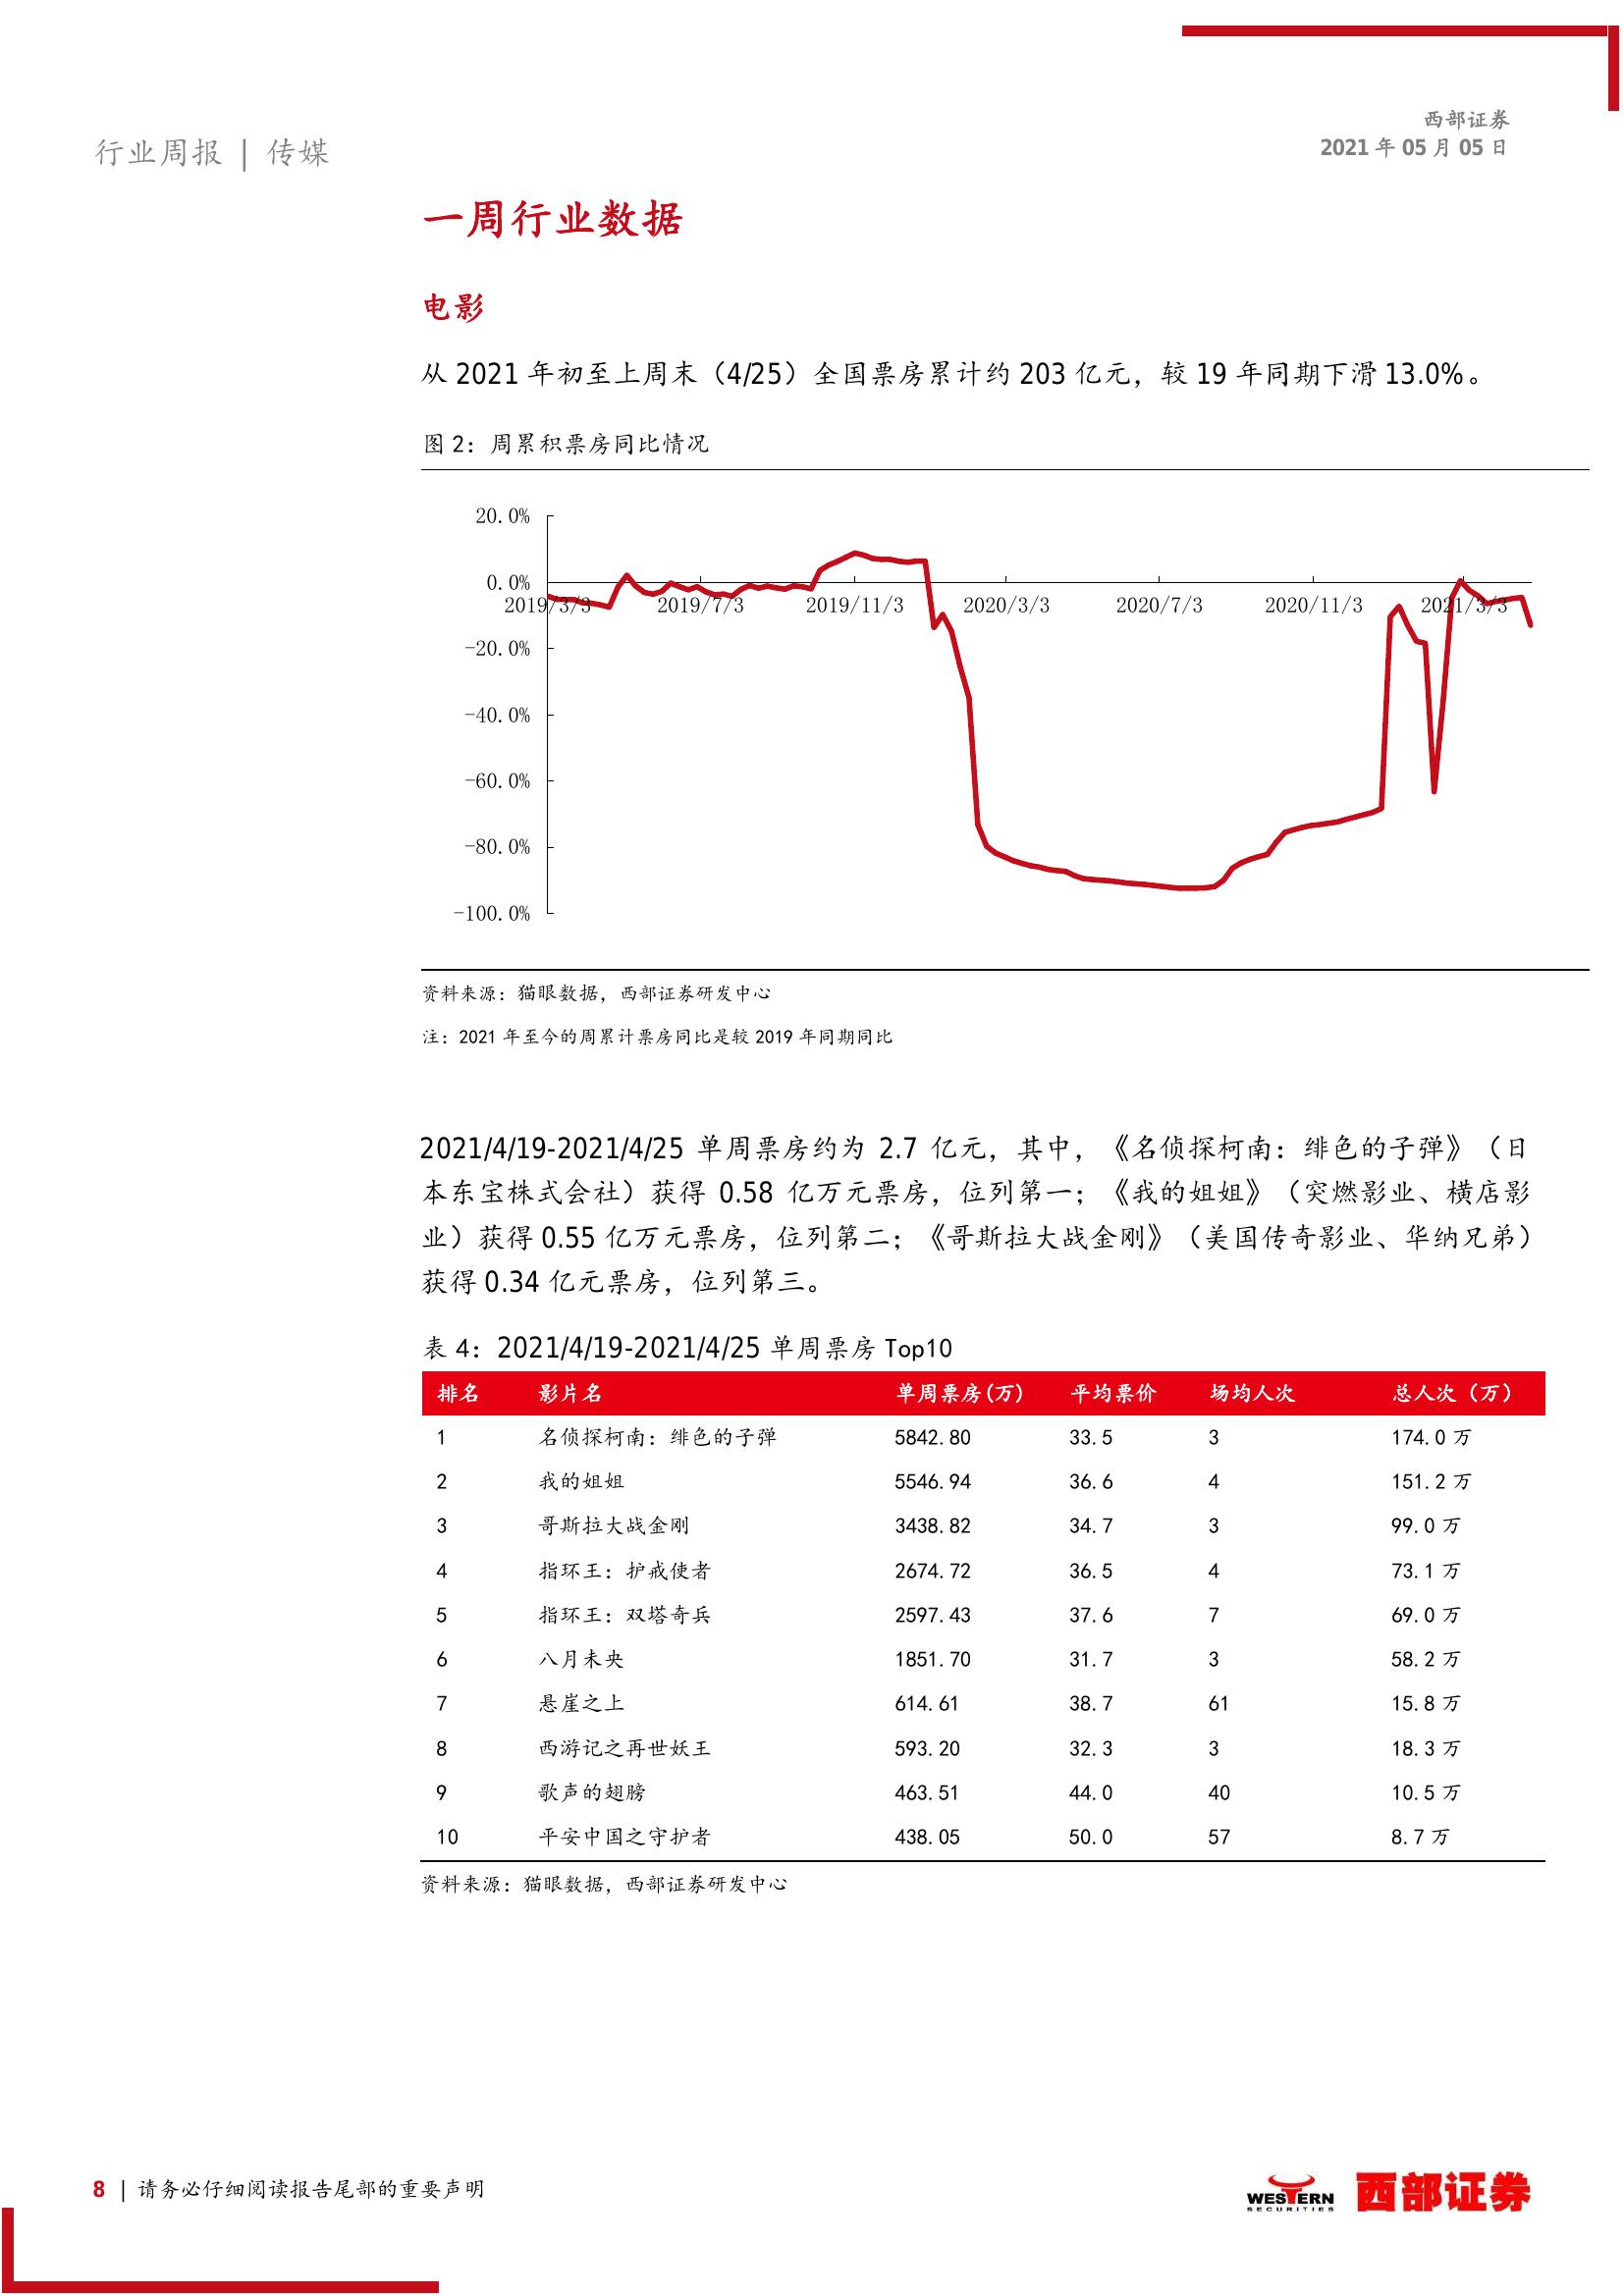 西部证券
行业周报 | 传媒
2021 年 05 月 05 日
一周行业数据
电影
从 2021 年初至上周末（4/25）全国票房累计约 203 亿元，较 19 年同期下滑 13.0%。
图 2：周累积票房同比情况
20.0%
0.0%
2019/3/3 2019/7/3 2019/11/3 2020/3/3 2020/7/3 2020/11/3 2021/3/3
-20.0%
-40.0%
-60.0%
-80.0%
-100.0%
资料来源：猫眼数据，西部证券研发中心
注：2021 年至今的周累计票房同比是较 2019 年同期同比
2021/4/19-2021/4/25 单周票房约为 2.7 亿元，其中，《名侦探柯南：绯色的子弹》（日
本东宝株式会社）获得 0.58 亿万元票房，位列第一；《我的姐姐》（突燃影业、横店影
业）获得 0.55 亿万元票房，位列第二；《哥斯拉大战金刚》（美国传奇影业、华纳兄弟）
获得 0.34 亿元票房，位列第三。
表 4：2021/4/19-2021/4/25 单周票房 Top10
排名 影片名 单周票房(万) 平均票价 场均人次 总人次（万）
1 名侦探柯南：绯色的子弹 5842.80 33.5 3 174.0 万
2 我的姐姐 5546.94 36.6 4 151.2 万
3 哥斯拉大战金刚 3438.82 34.7 3 99.0 万
4 指环王：护戒使者 2674.72 36.5 4 73.1 万
5 指环王：双塔奇兵 2597.43 37.6 7 69.0 万
6 八月未央 1851.70 31.7 3 58.2 万
7 悬崖之上 614.61 38.7 61 15.8 万
8 西游记之再世妖王 593.20 32.3 3 18.3 万
9 歌声的翅膀 463.51 44.0 40 10.5 万
10 平安中国之守护者 438.05 50.0 57 8.7 万
资料来源：猫眼数据，西部证券研发中心
8 | 请务必仔细阅读报告尾部的重要声明
WESTERN
SECURITIES
西部证券